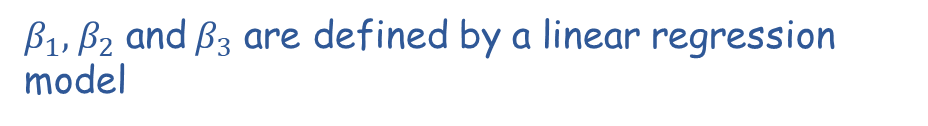 β₁, β₂ and β₃ are defined by a linear regression
model